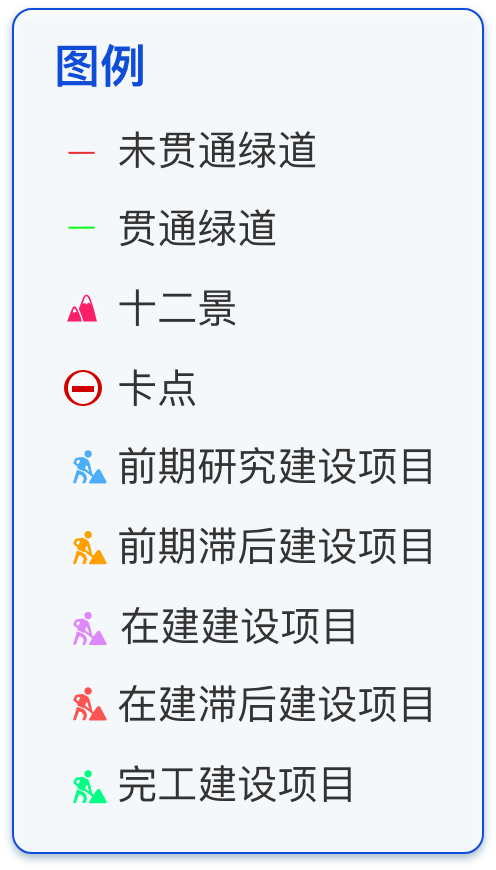 图例
未贯通绿道
贯通绿道
十二景
卡点
前期研究建设项目
前期滞后建设项目
在建建设项目
在建滞后建设项目
完工建设项目